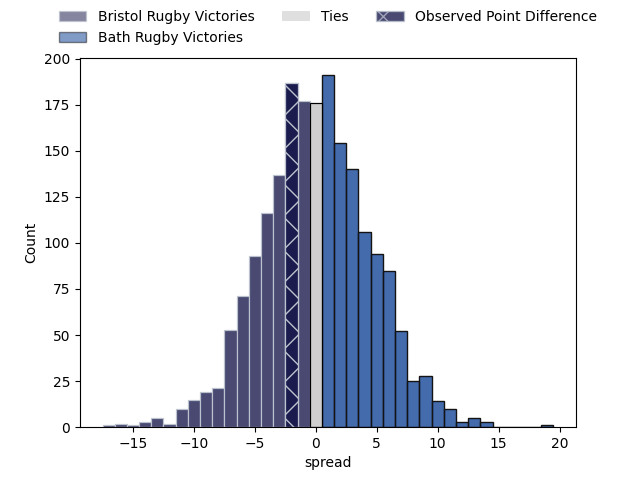 Bristol Rugby Victories
Ties
Observed Point Difference
Bath Rugby Victories
200
175
150
125
100
75
50
25
0
Count
−15
−10
−5
0
5
10
15
20
spread